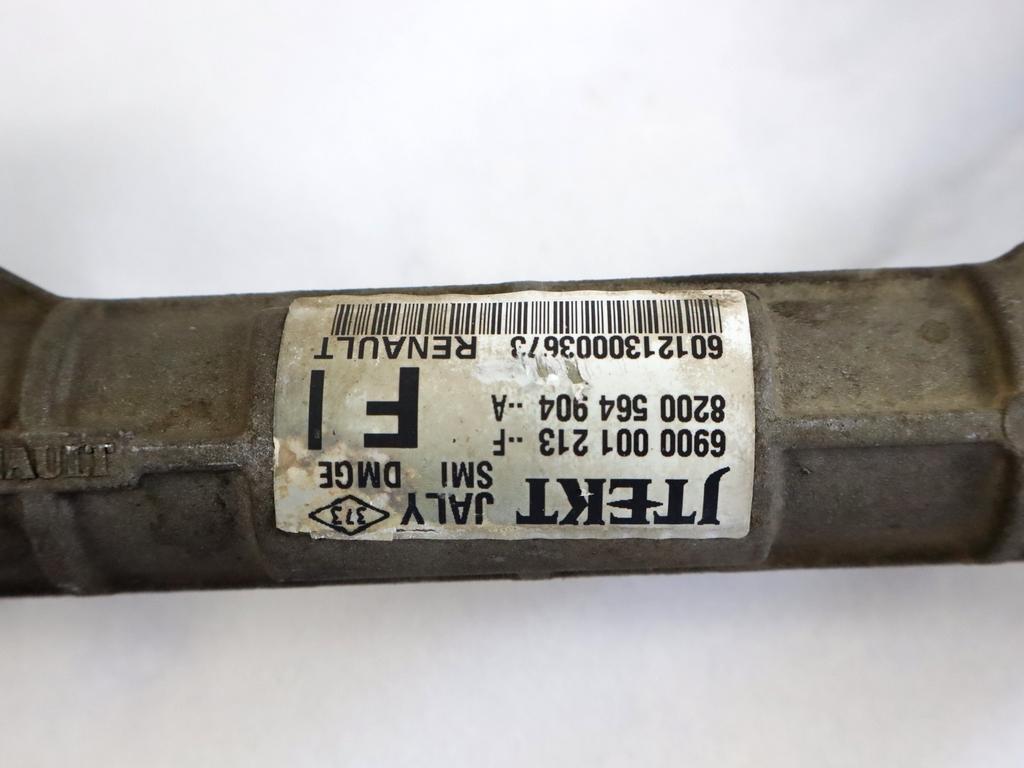 JTEKT JALY 373
SMI DMGE
6900 001 213 --F
8200 564 904 --A
F
6012130003673 RENAULT